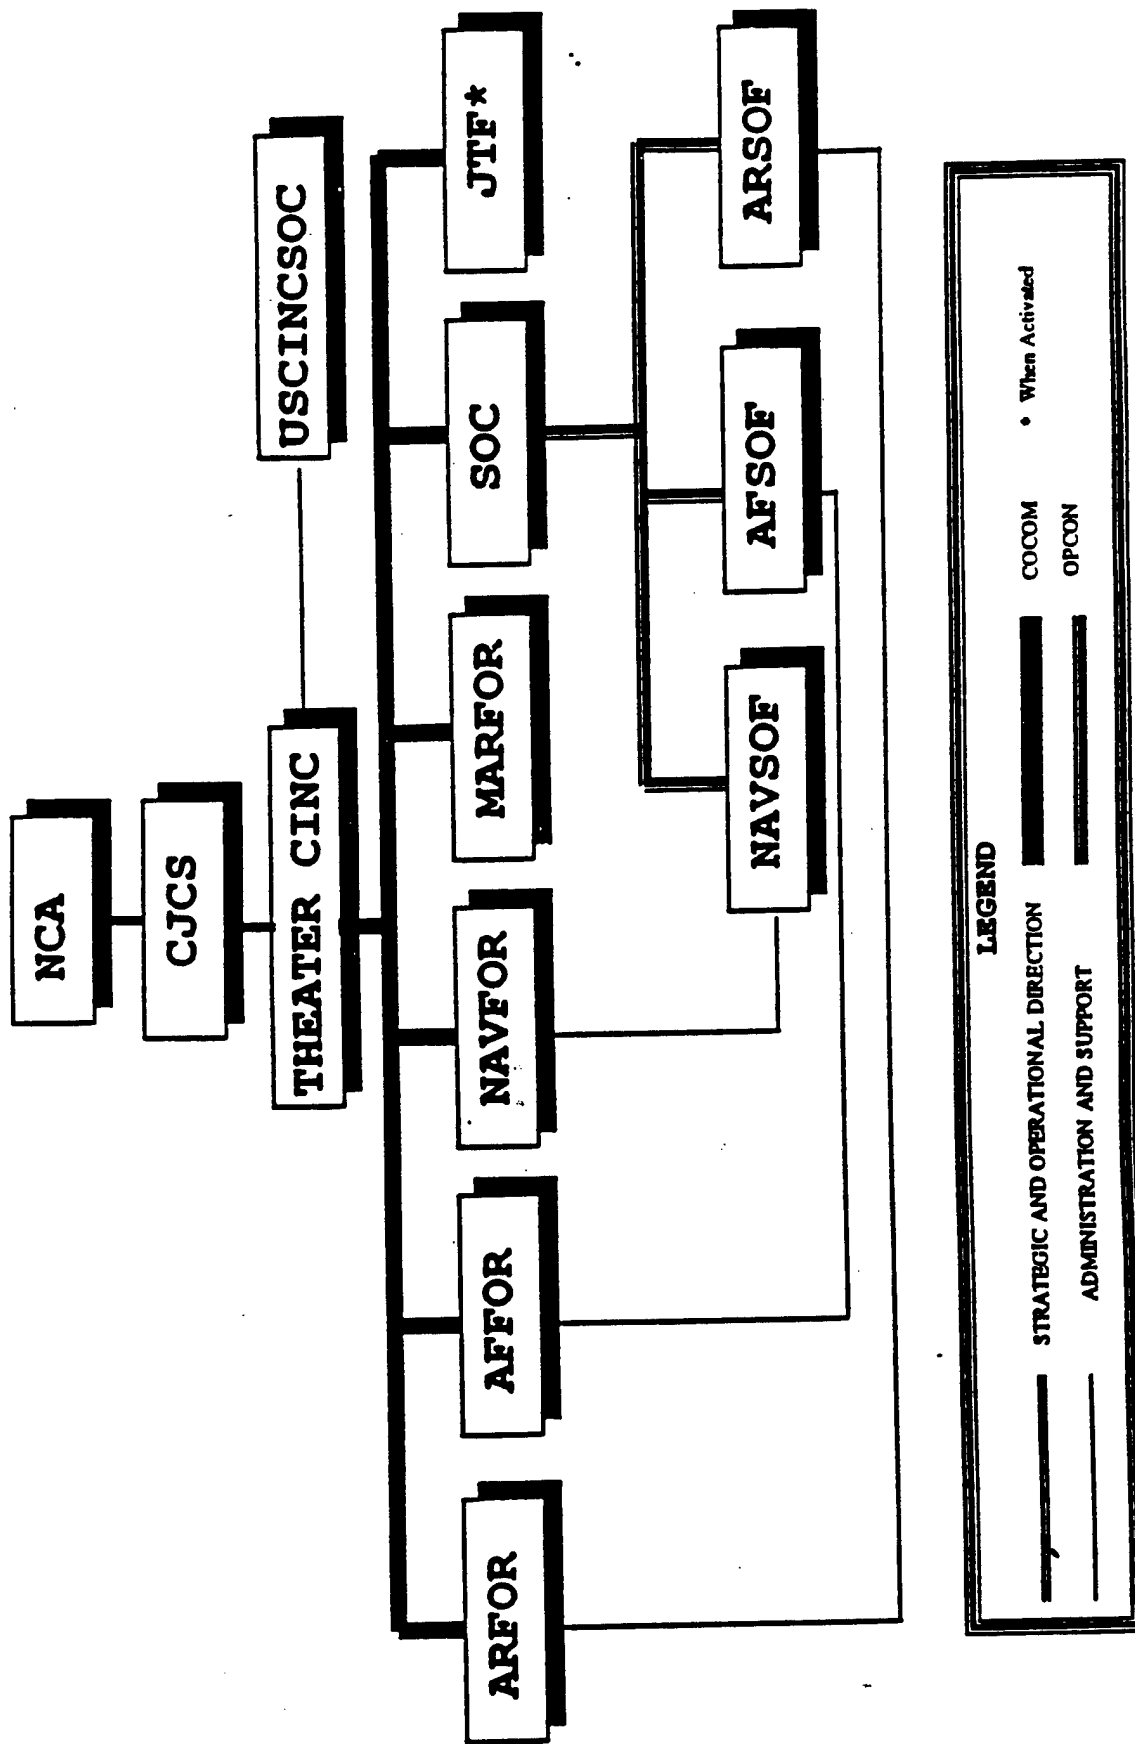 NCA
CJCS
THEATER CINC
USCINCSOC
ARFOR
AFFOR
NAVFOR
MARFOR
SOC
JTF*
NAVSOF
AFSOF
ARSOF
LEGEND
STRATEGIC AND OPERATIONAL DIRECTION
COCOM
* When Activated
ADMINISTRATION AND SUPPORT
OPCON